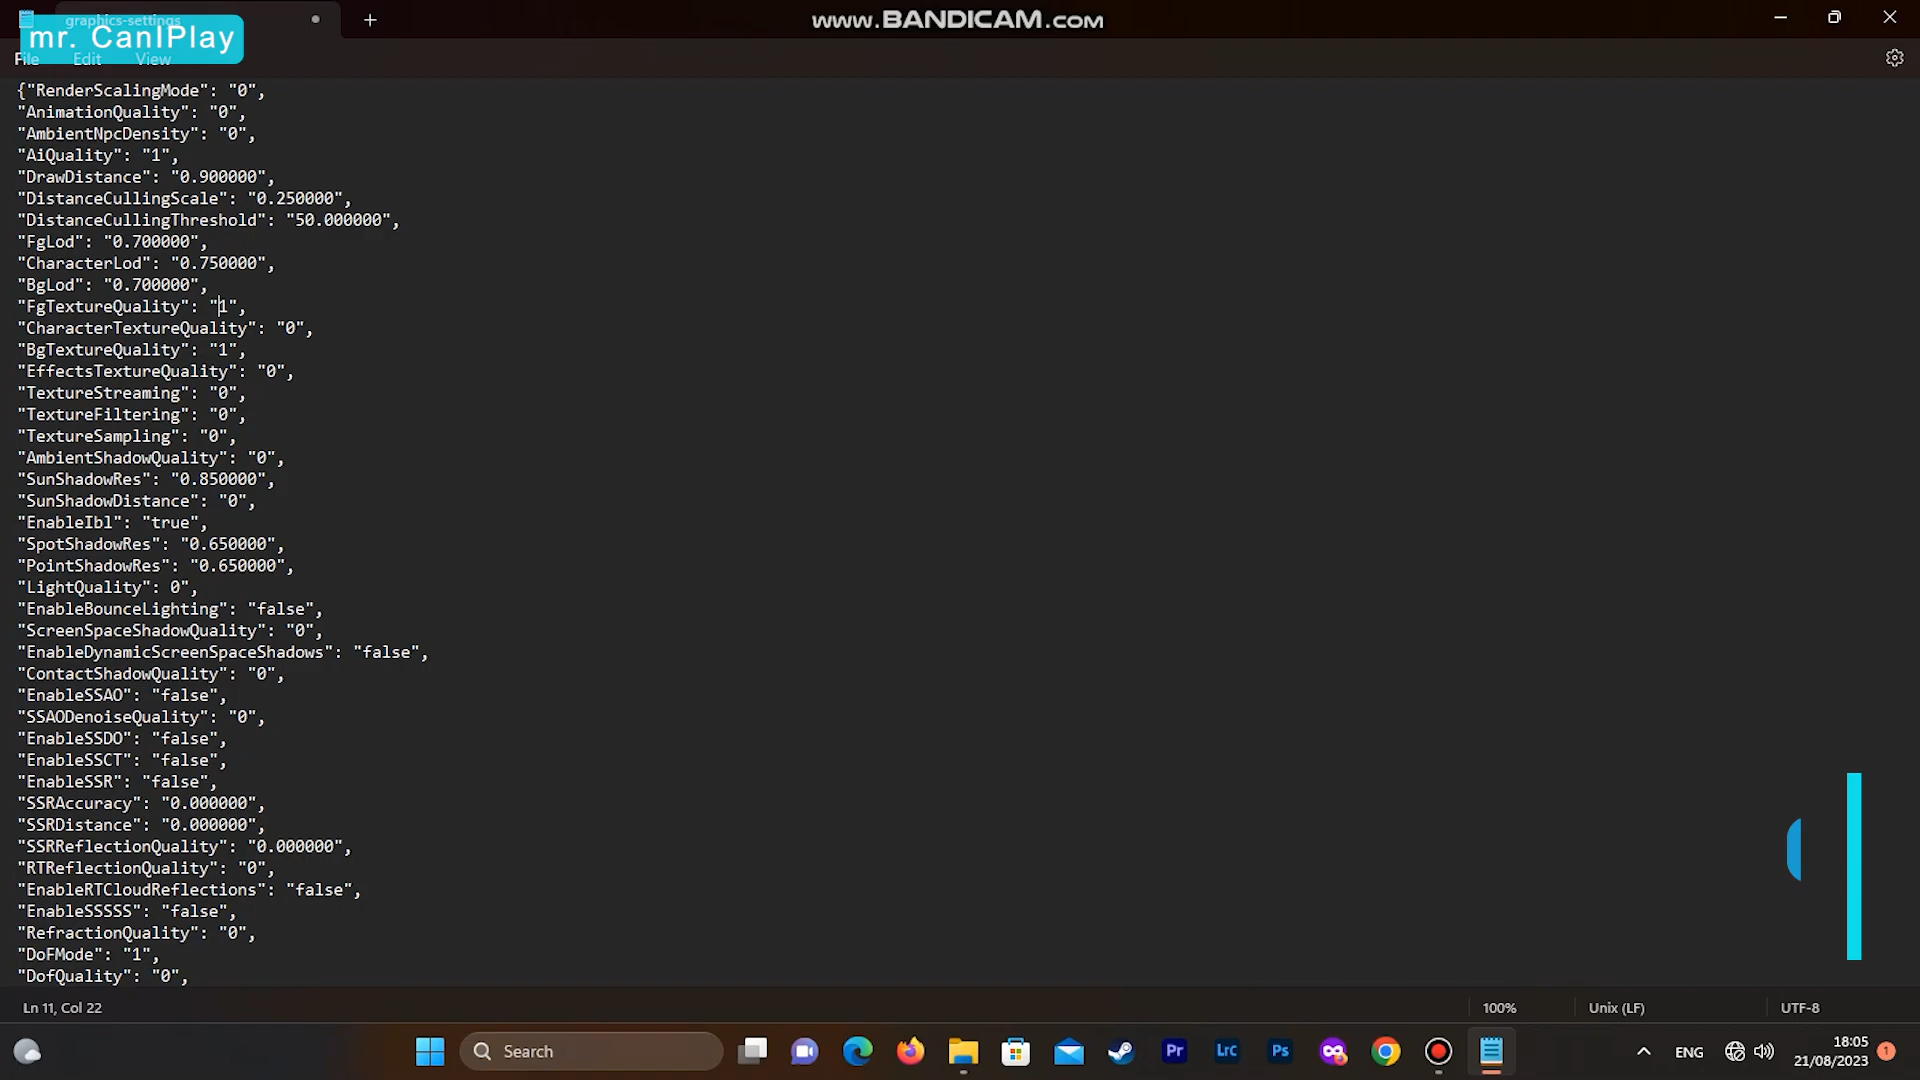 graphics-settings
www.BANDICAM.com
mr. CanIPlay
File Edit View
{"RenderScalingMode": "0",
"AnimationQuality": "0",
"AmbientNpcDensity": "0",
"AiQuality": "1",
"DrawDistance": "0.900000",
"DistanceCullingScale": "0.250000",
"DistanceCullingThreshold": "50.000000",
"FgLod": "0.700000",
"CharacterLod": "0.750000",
"BgLod": "0.700000",
"FgTextureQuality": "1",
"CharacterTextureQuality": "0",
"BgTextureQuality": "1",
"EffectsTextureQuality": "0",
"TextureStreaming": "0",
"TextureFiltering": "0",
"TextureSampling": "0",
"AmbientShadowQuality": "0",
"SunShadowRes": "0.850000",
"SunShadowDistance": "0",
"EnableIbl": "true",
"SpotShadowRes": "0.650000",
"PointShadowRes": "0.650000",
"LightQuality": 0",
"EnableBounceLighting": "false",
"ScreenSpaceShadowQuality": "0",
"EnableDynamicScreenSpaceShadows": "false",
"ContactShadowQuality": "0",
"EnableSSAO": "false",
"SSAODenoiseQuality": "0",
"EnableSSDO": "false",
"EnableSSCT": "false",
"EnableSSR": "false",
"SSRAccuracy": "0.000000",
"SSRDistance": "0.000000",
"SSRReflectionQuality": "0.000000",
"RTReflectionQuality": "0",
"EnableRTCloudReflections": "false",
"EnableSSSSS": "false",
"RefractionQuality": "0",
"DoFMode": "1",
"DofQuality": "0",
Ln 11, Col 22 100% Unix (LF) UTF-8
Search Pr Lrc Ps ENG 18:05 1
21/08/2023